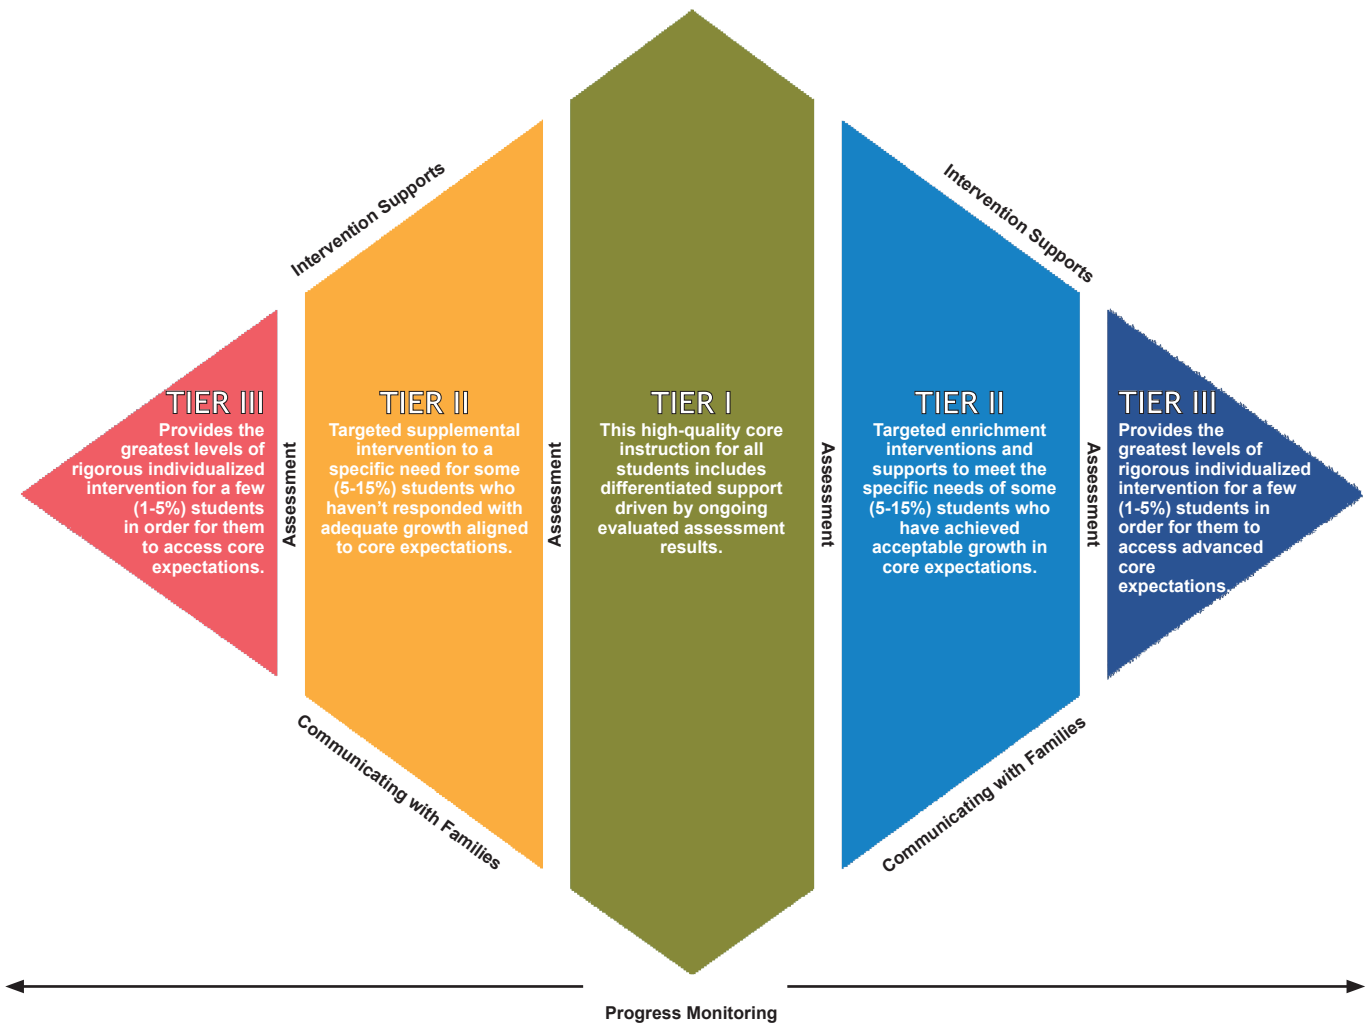 Intervention Supports
Intervention Supports
TIER III
Provides the
greatest levels of
rigorous individualized
intervention for a few
(1-5%) students
in order for them
to access core
expectations.
Assessment
TIER II
Targeted supplemental
intervention to a
specific need for some
(5-15%) students who
haven’t responded with
adequate growth aligned
to core expectations.
Assessment
TIER I
This high-quality core
instruction for all
students includes
differentiated support
driven by ongoing
evaluated assessment
results.
Assessment
TIER II
Targeted enrichment
interventions and
supports to meet the
specific needs of some
(5-15%) students who
have achieved
acceptable growth in
core expectations.
Assessment
TIER III
Provides the
greatest levels of
rigorous individualized
intervention for a few
(1-5%) students in
order for them to
access advanced
core
expectations.
Communicating with Families
Communicating with Families
Progress Monitoring